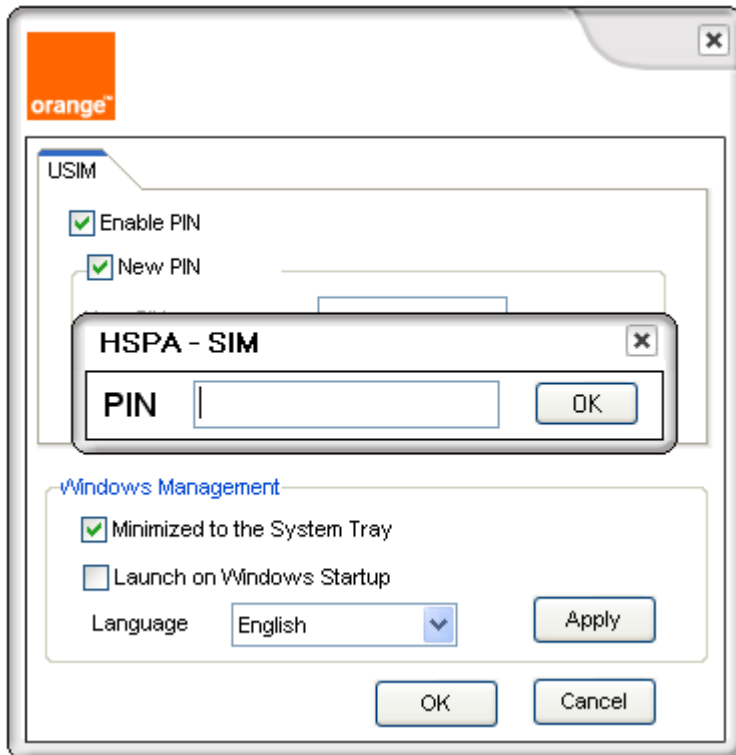 orange™
USIM
Enable PIN
New PIN
HSPA - SIM
PIN
OK
Windows Management
Minimized to the System Tray
Launch on Windows Startup
Language English Apply
OK Cancel